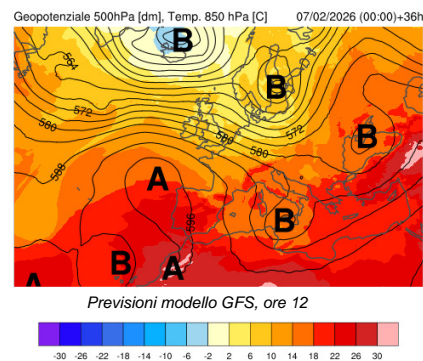 Geopotenziale 500hPa [dm], Temp. 850 hPa [C] 07/02/2026 (00:00)+36h
B
564
B
572
580
572
B
580
588
A
596
B
B
A
A
Previsioni modello GFS, ore 12
-30 -26 -22 -18 -14 -10 -6 -2 2 6 10 14 18 22 26 30